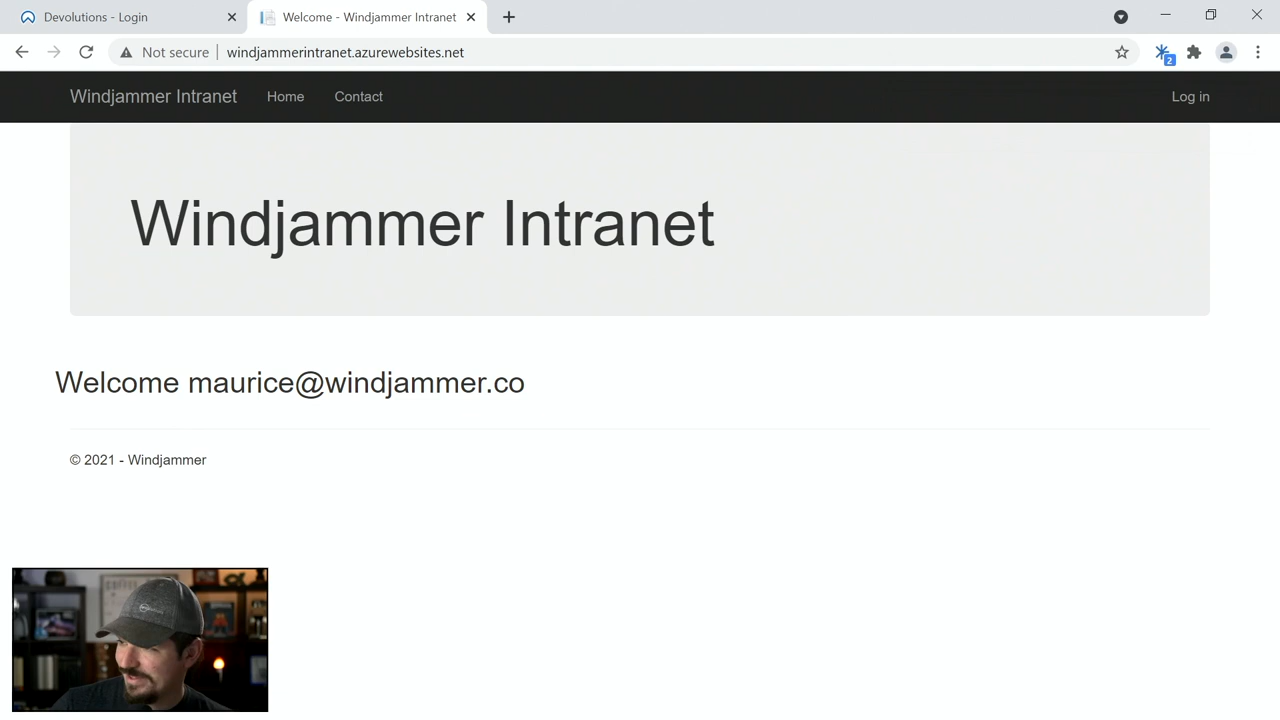 Devolutions - Login
Welcome - Windjammer Intranet
Not secure
windjammerintranet.azurewebsites.net
2
Windjammer Intranet
Home
Contact
Log in
Windjammer Intranet
Welcome maurice@windjammer.co
© 2021 - Windjammer